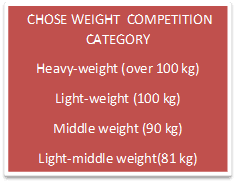 CHOSE WEIGHT COMPETITION
CATEGORY
Heavy-weight (over 100 kg)
Light-weight (100 kg)
Middle weight (90 kg)
Light-middle weight(81 kg)